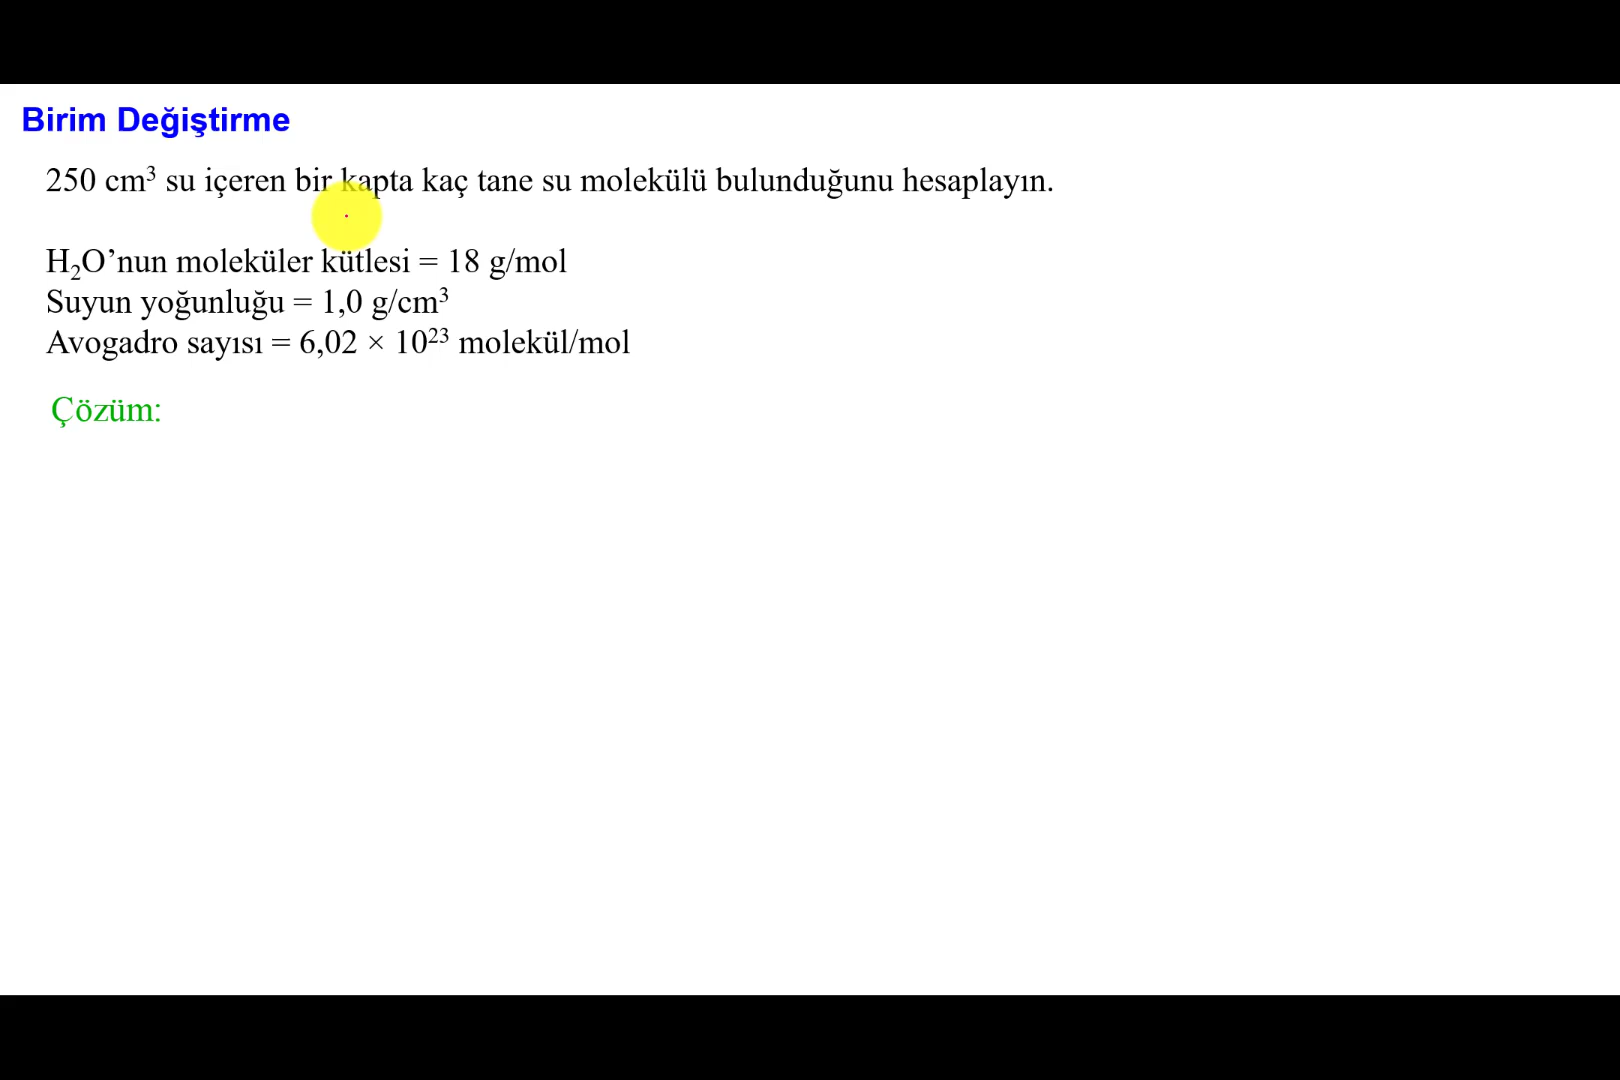 Birim Değiştirme
250 cm³ su içeren bir kapta kaç tane su molekülü bulunduğunu hesaplayın.
H₂O’nun moleküler kütlesi = 18 g/mol
Suyun yoğunluğu = 1,0 g/cm³
Avogadro sayısı = 6,02 × 10²³ molekül/mol
Çözüm: